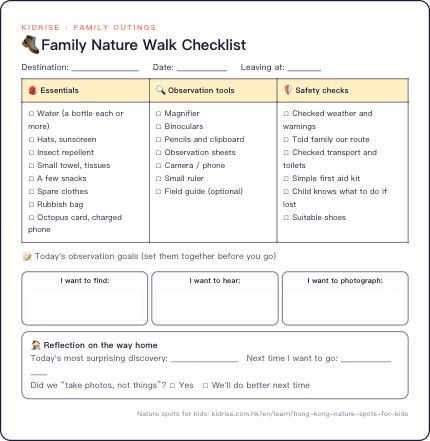 KIDRISE · FAMILY OUTINGS
Family Nature Walk Checklist
Destination: ______________ Date: __________ Leaving at: _______
Essentials
☐ Water (a bottle each or
more)
☐ Hats, sunscreen
☐ Insect repellent
☐ Small towel, tissues
☐ A few snacks
☐ Spare clothes
☐ Rubbish bag
☐ Octopus card, charged
phone
Observation tools
☐ Magnifier
☐ Binoculars
☐ Pencils and clipboard
☐ Observation sheets
☐ Camera / phone
☐ Small ruler
☐ Field guide (optional)
Safety checks
☐ Checked weather and
warnings
☐ Told family our route
☐ Checked transport and
toilets
☐ Simple first aid kit
☐ Child knows what to do if
lost
☐ Suitable shoes
Today's observation goals (set them together before you go)
I want to find:
I want to hear:
I want to photograph:
Reflection on the way home
Today's most surprising discovery: ______________ Next time I want to go: __________
____
Did we "take photos, not things"? ☐ Yes ☐ We'll do better next time
Nature spots for kids: kidrise.com.hk/en/learn/hong-kong-nature-spots-for-kids